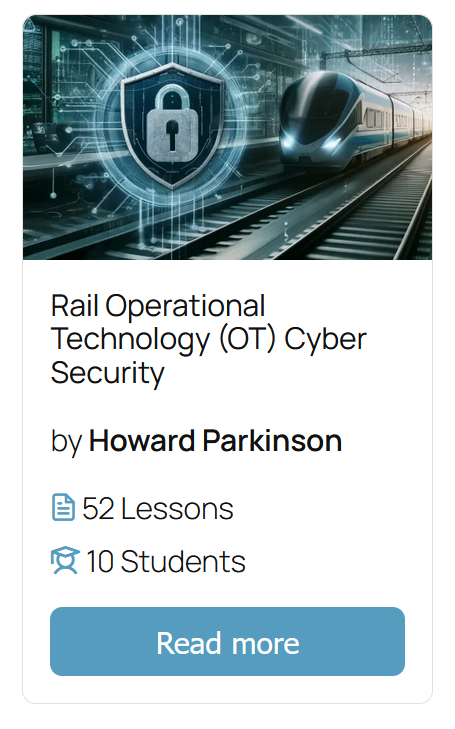 Rail Operational
Technology (OT) Cyber
Security
by Howard Parkinson
52 Lessons
10 Students
Read more